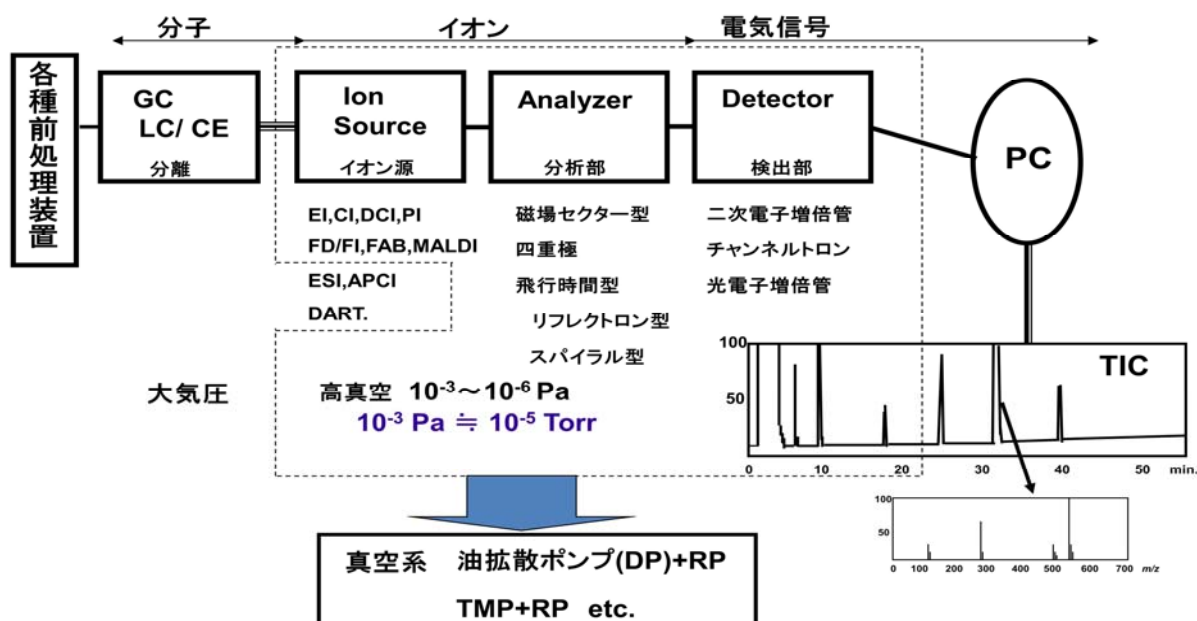 分子
イオン
電気信号
各種前処理装置
GC
LC/ CE
分離
Ion
Source
イオン源
Analyzer
分析部
Detector
検出部
PC
EI,CI,DCI,PI
FD/FI,FAB,MALDI
ESI,APCI
DART.
磁場セクター型
四重極
飛行時間型
リフレクトロン型
スパイラル型
二次電子増倍管
チャンネルトロン
光電子増倍管
大気圧
高真空 10⁻³～10⁻⁶ Pa
10⁻³ Pa ≒ 10⁻⁵ Torr
100
50
TIC
0 10 20 30 40 50 min.
100
50
0 100 200 300 400 500 600 700 m/z
真空系 油拡散ポンプ(DP)+RP
TMP+RP etc.